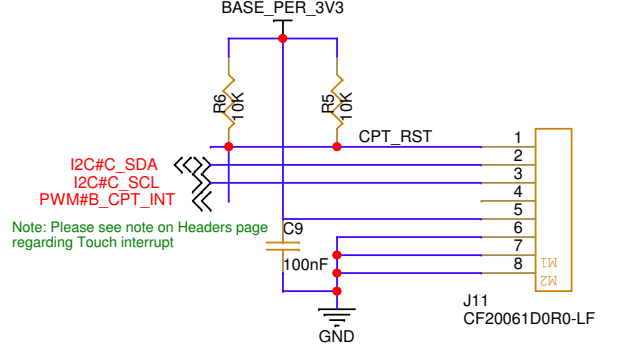 BASE_PER_3V3
R6
10K
R5
10K
CPT_RST
1
I2C#C_SDA
2
I2C#C_SCL
3
PWM#B_CPT_INT
4
5
Note: Please see note on Headers page
regarding Touch interrupt
C9
6
7
100nF
8
M1
M2
J11
CF20061D0R0-LF
GND